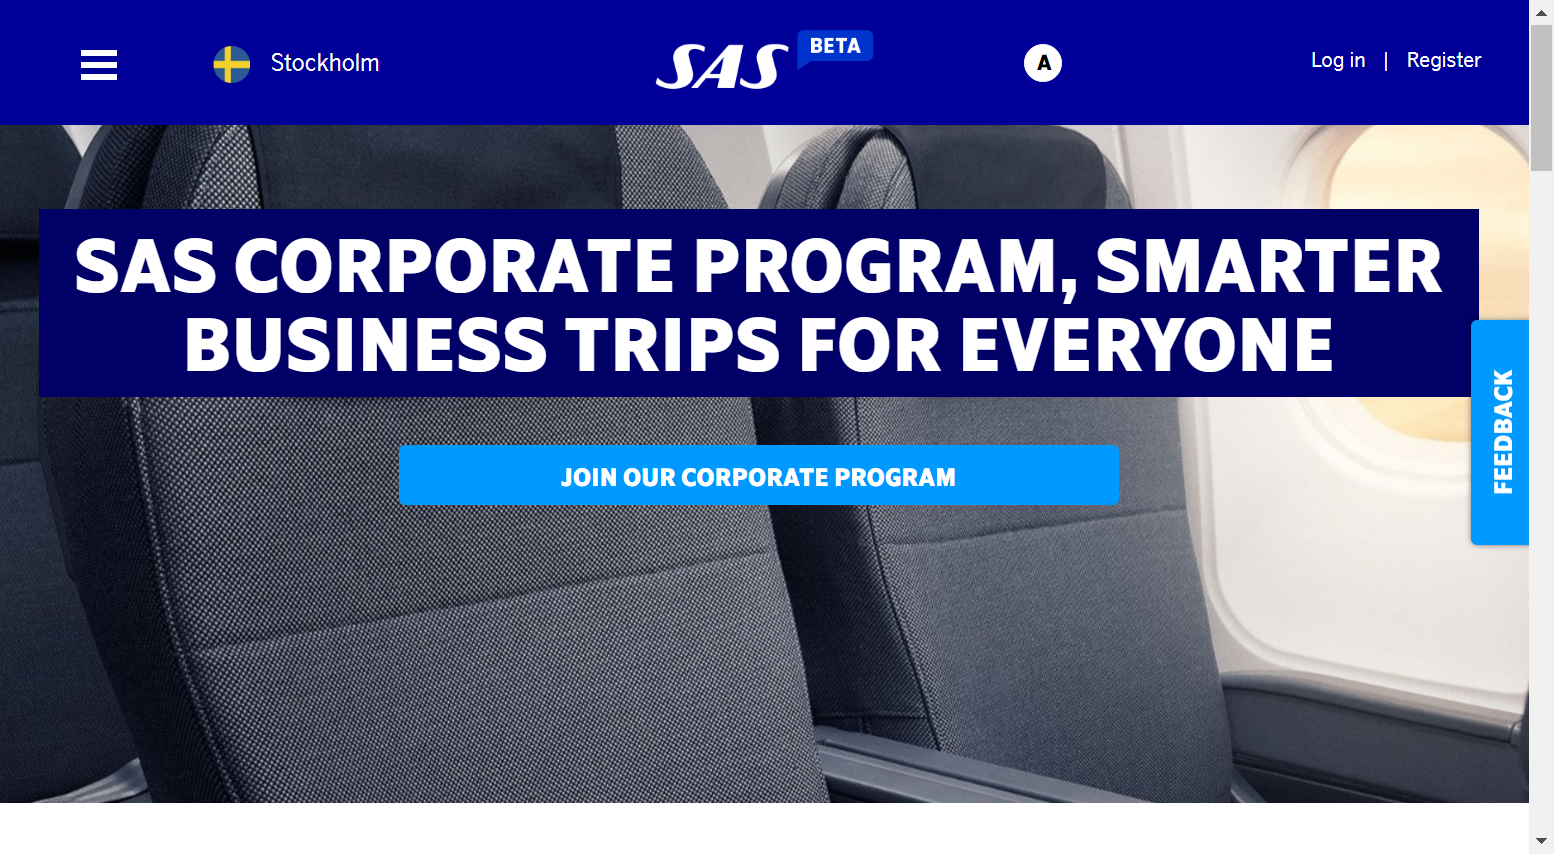 Stockholm
SAS BETA
A
Log in | Register
SAS CORPORATE PROGRAM, SMARTER
BUSINESS TRIPS FOR EVERYONE
JOIN OUR CORPORATE PROGRAM
FEEDBACK